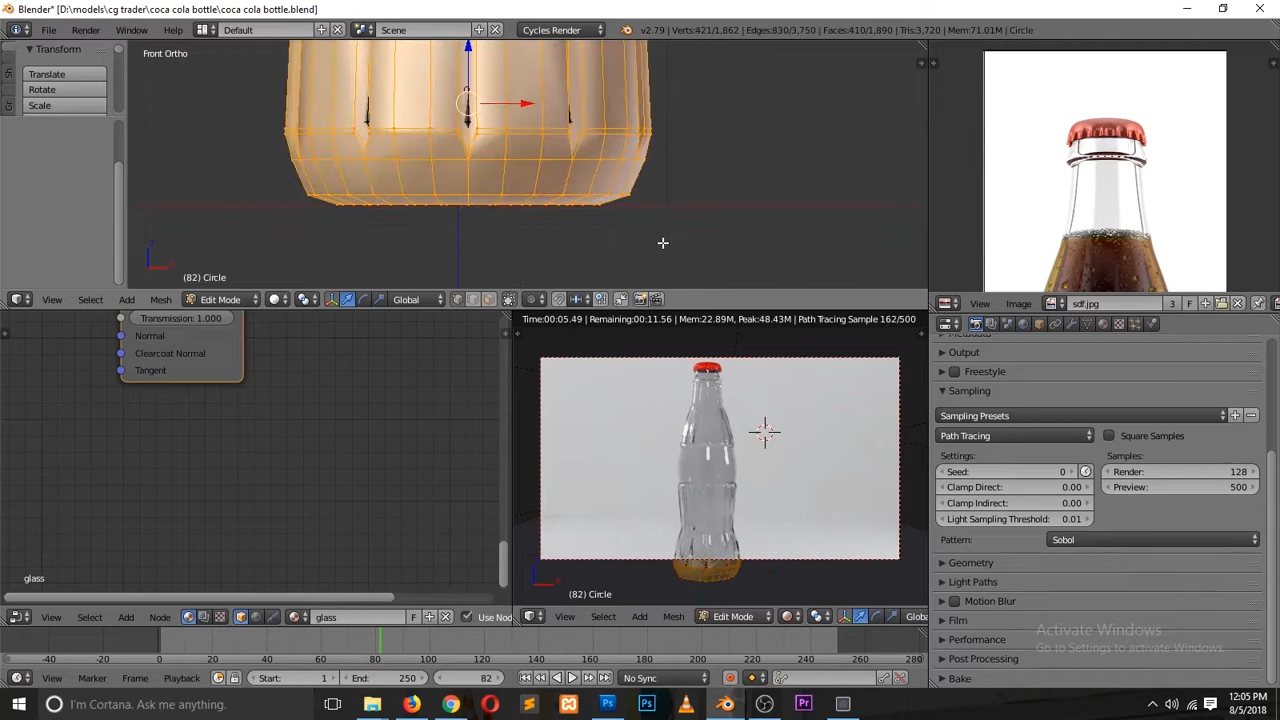 Blender* [D:\models\cg trader\coca cola bottle\coca cola bottle.blend]
File Render Window Help Default Scene Cycles Render v2.79 | Verts:421/1,862 | Edges:830/3,750 | Faces:410/1,890 | Tris:3,720 | Mem:71.01M | Circle
Transform
Translate
Rotate
Scale
Sh
Gr
Front Ortho
(82) Circle
View Select Add Mesh Edit Mode Global
View Image sdf.jpg 3 F
Transmission: 1.000
Normal
Clearcoat Normal
Tangent
glass
View Select Add Node glass F Use Nod
Time:00:05.49 | Remaining:00:11.56 | Mem:22.89M, Peak:48.43M | Path Tracing Sample 162/500
(82) Circle
View Select Add Mesh Edit Mode Globa
Output
Freestyle
Sampling
Sampling Presets
Path Tracing Square Samples
Settings: Samples:
Seed: 0 Render: 128
Clamp Direct: 0.00 Preview: 500
Clamp Indirect: 0.00
Light Sampling Threshold: 0.01
Pattern: Sobol
Geometry
Light Paths
Motion Blur
Film
Performance
Post Processing
Bake
Activate Windows
Go to Settings to activate Windows.
-40 -20 0 20 40 60 80 100 120 140 160 180 200 220 240 260 280
View Marker Frame Playback Start: 1 End: 250 82 No Sync
I'm Cortana. Ask me anything.
12:05 PM
8/5/2018